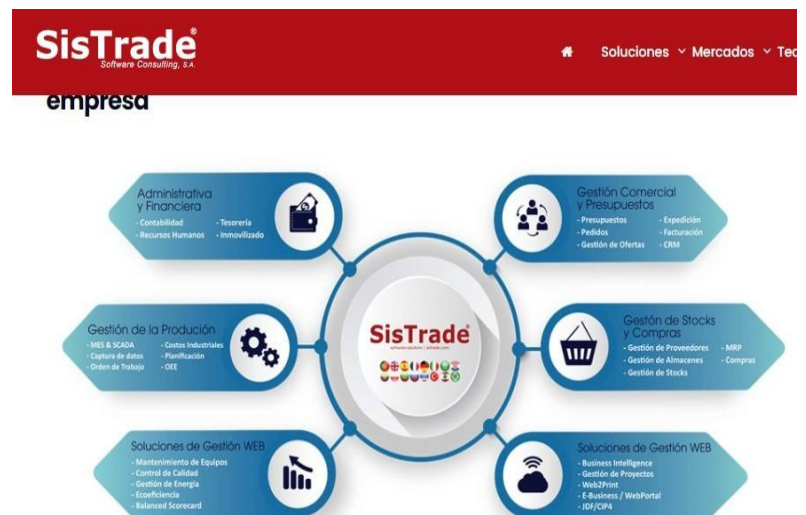 SisTrade®
Software Consulting, S.A.
Soluciones
Mercados
Tec
empresa
Administrativa
y Financiera
- Contabilidad - Tesorería
- Recursos Humanos - Inmovilizado
Gestión Comercial
y Presupuestos
- Presupuestos - Expedición
- Pedidos - Facturación
- Gestión de Ofertas - CRM
Gestión de la Produción
- MES & SCADA - Costos Industriales
- Captura de datos - Planificación
- Orden de Trabajo - OEE
SisTrade®
Gestón de Stocks
y Compras
- Gestión de Proveedores - MRP
- Gestión de Almacenes - Compras
- Gestión de Stocks
Soluciones de Gestión WEB
- Mantenimiento de Equipos
- Control de Calidad
- Gestión de Energía
- Ecoeficiencia
- Balanced Scorecard
Soluciones de Gestión WEB
- Business Intelligence
- Gestión de Proyectos
- Web2Print
- E-Business / WebPortal
- JDF/CIP4